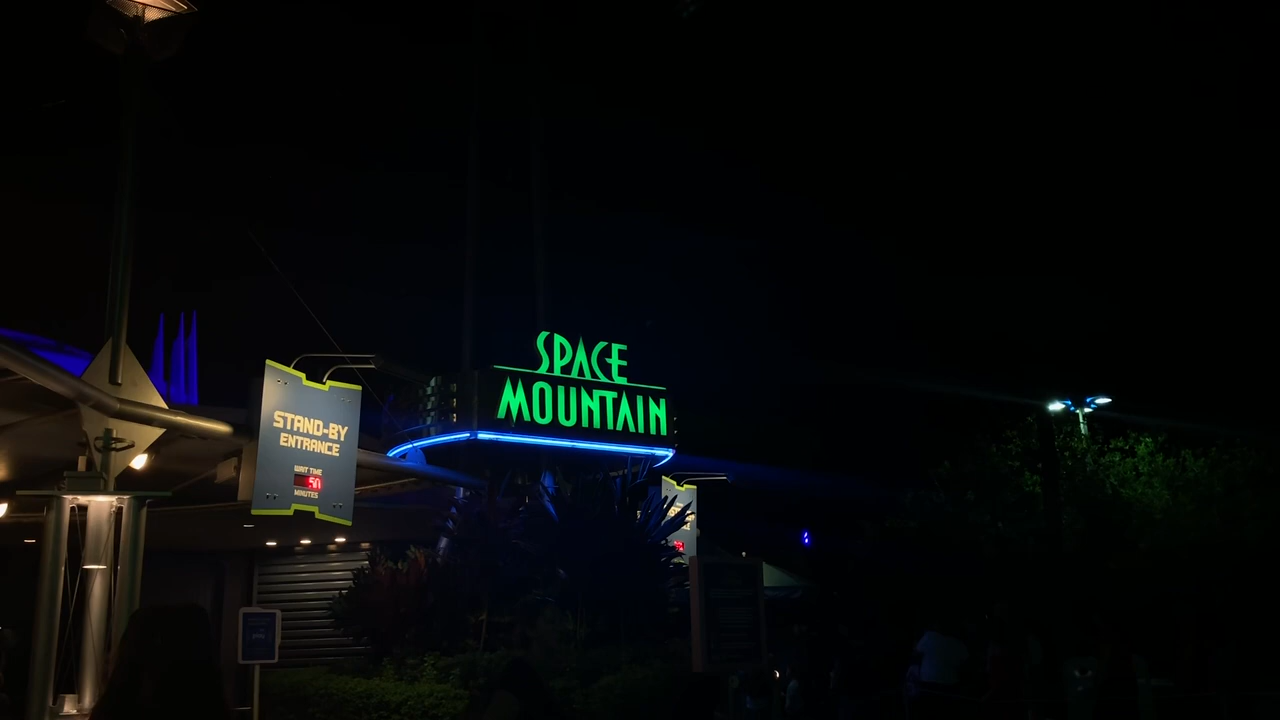 STAND-BY
ENTRANCE
WAIT TIME
50
MINUTES
SPACE
MOUNTAIN